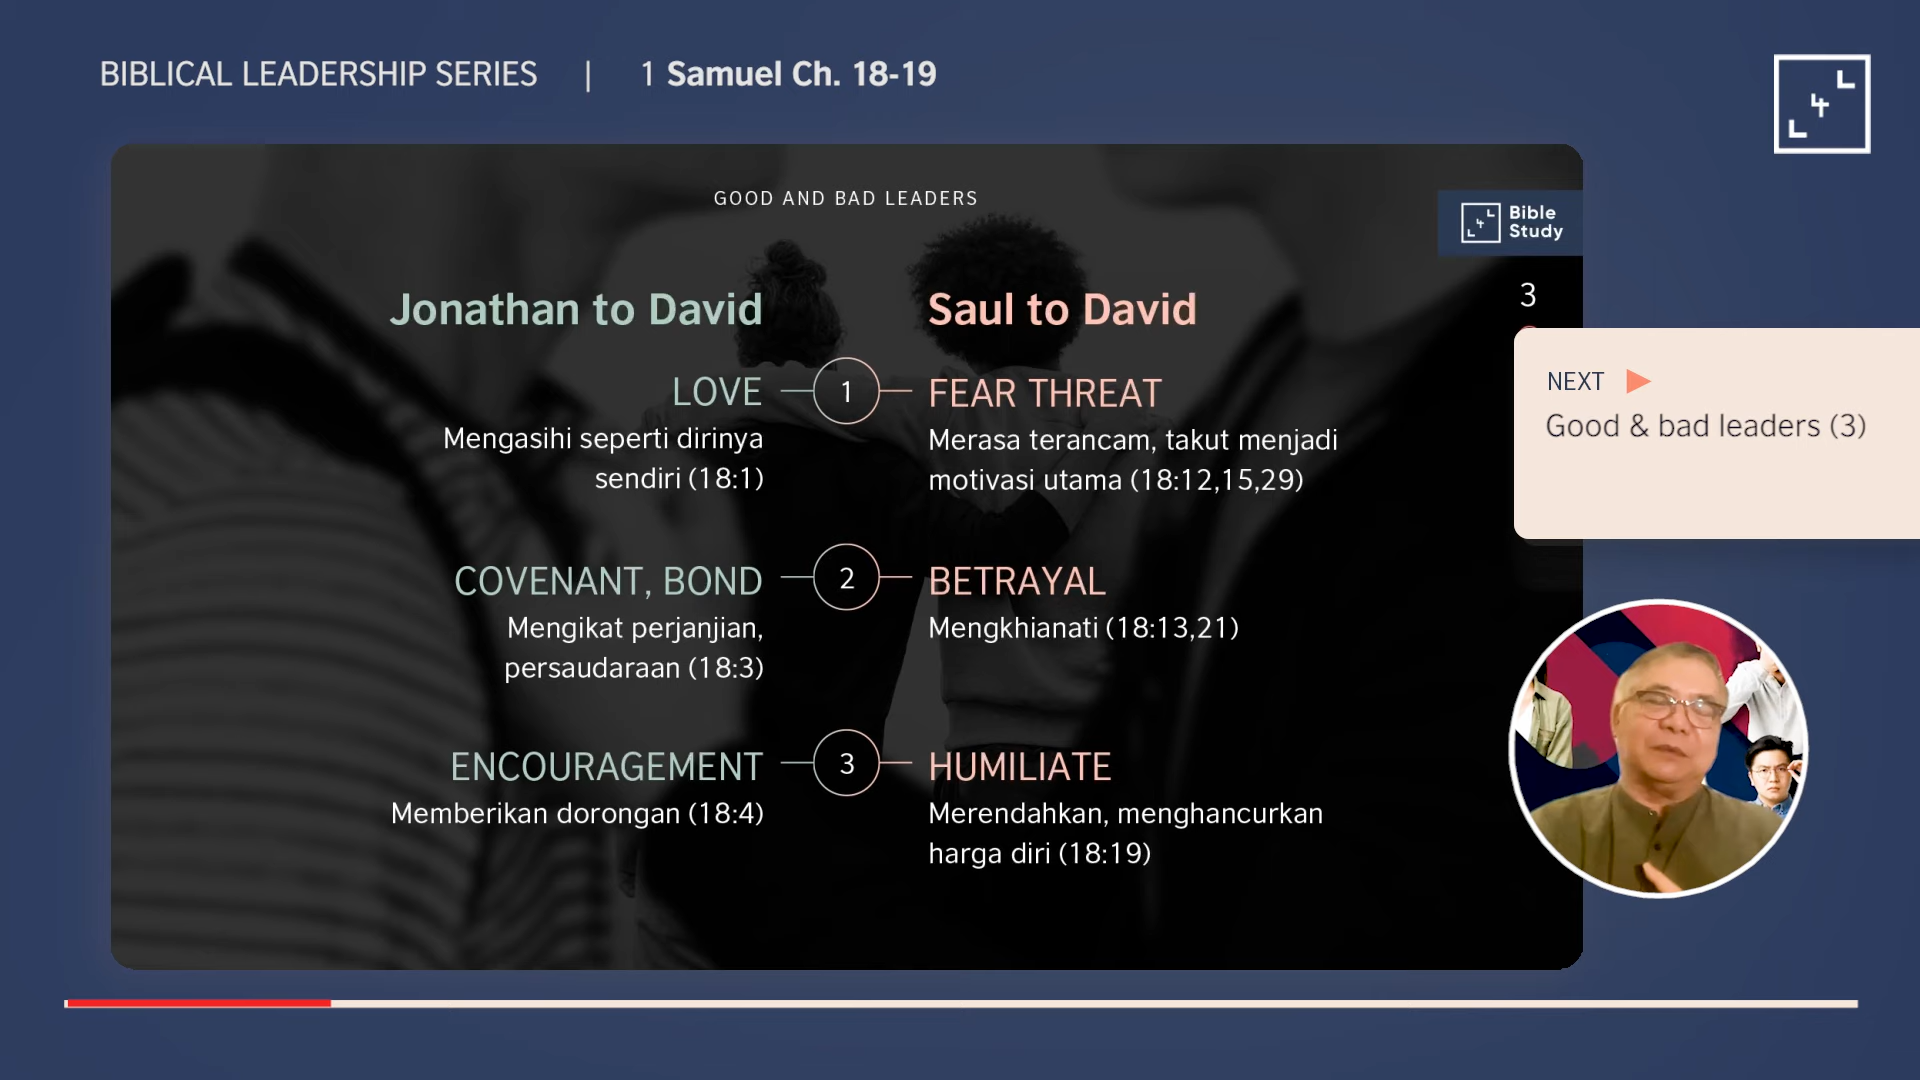 BIBLICAL LEADERSHIP SERIES | 1 Samuel Ch. 18-19
GOOD AND BAD LEADERS
Bible
Study
3
Jonathan to David
LOVE
Mengasihi seperti dirinya
sendiri (18:1)
COVENANT, BOND
Mengikat perjanjian,
persaudaraan (18:3)
ENCOURAGEMENT
Memberikan dorongan (18:4)
1
2
3
Saul to David
FEAR THREAT
Merasa terancam, takut menjadi
motivasi utama (18:12,15,29)
BETRAYAL
Mengkhianati (18:13,21)
HUMILIATE
Merendahkan, menghancurkan
harga diri (18:19)
NEXT
Good & bad leaders (3)